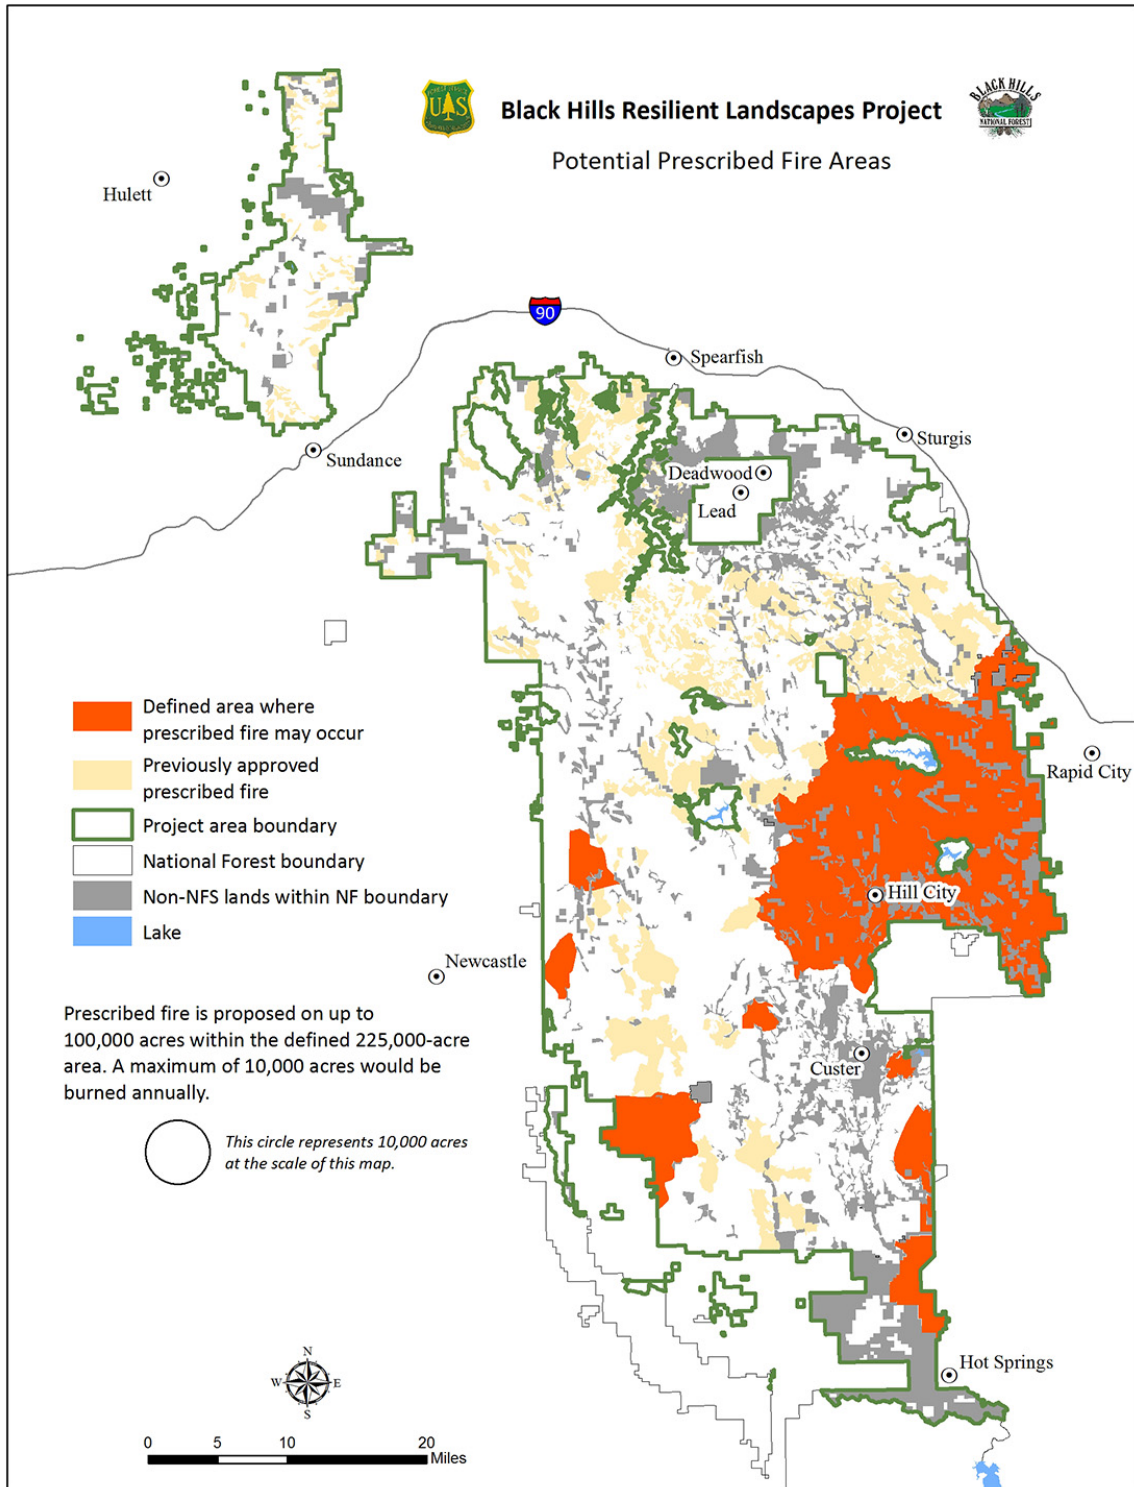 Black Hills Resilient Landscapes Project
Potential Prescribed Fire Areas
U S
BLACK HILLS
NATIONAL FOREST
Hulett
90
Spearfish
Sturgis
Sundance
Deadwood
Lead
Defined area where
prescribed fire may occur
Previously approved
prescribed fire
Project area boundary
National Forest boundary
Non-NFS lands within NF boundary
Lake
Rapid City
Hill City
Newcastle
Custer
Prescribed fire is proposed on up to
100,000 acres within the defined 225,000-acre
area. A maximum of 10,000 acres would be
burned annually.
This circle represents 10,000 acres
at the scale of this map.
Hot Springs
N
W E
S
0 5 10 20
Miles